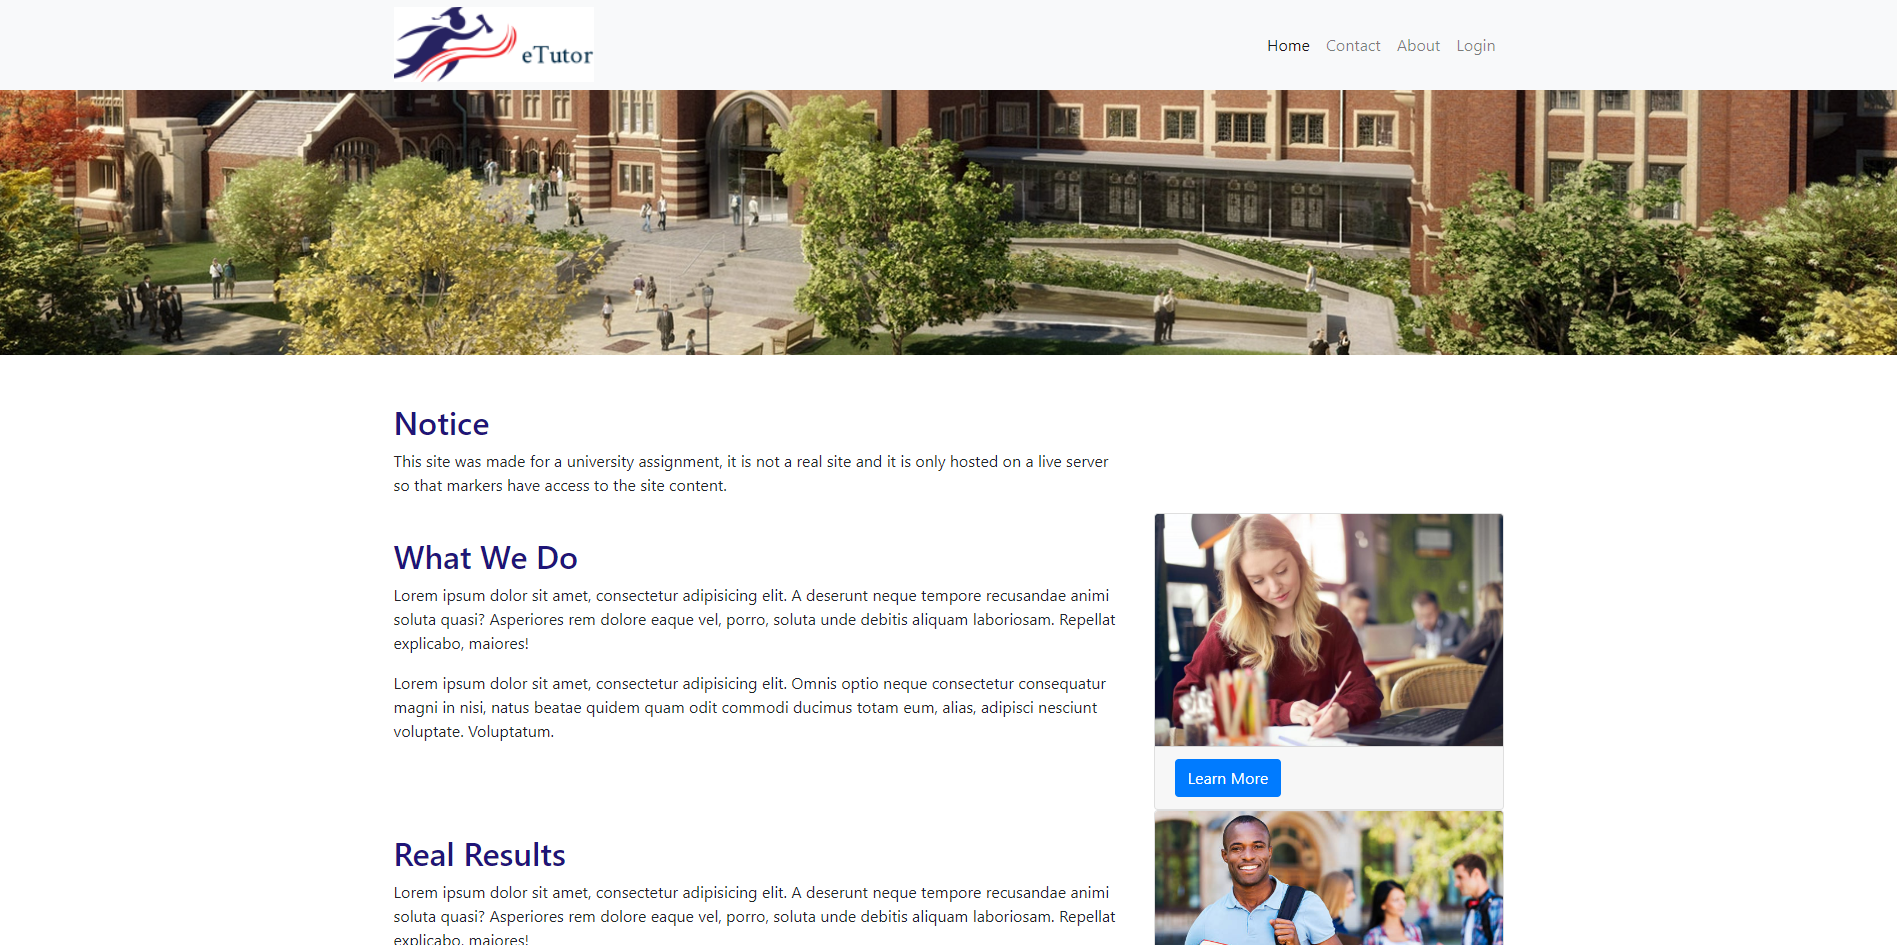 eTutor
Home Contact About Login
Notice
This site was made for a university assignment, it is not a real site and it is only hosted on a live server
so that markers have access to the site content.
What We Do
Lorem ipsum dolor sit amet, consectetur adipisicing elit. A deserunt neque tempore recusandae animi
soluta quasi? Asperiores rem dolore eaque vel, porro, soluta unde debitis aliquam laboriosam. Repellat
explicabo, maiores!
Lorem ipsum dolor sit amet, consectetur adipisicing elit. Omnis optio neque consectetur consequatur
magni in nisi, natus beatae quidem quam odit commodi ducimus totam eum, alias, adipisci nesciunt
voluptate. Voluptatum.
Learn More
Real Results
Lorem ipsum dolor sit amet, consectetur adipisicing elit. A deserunt neque tempore recusandae animi
soluta quasi? Asperiores rem dolore eaque vel, porro, soluta unde debitis aliquam laboriosam. Repellat
explicabo, maiores!